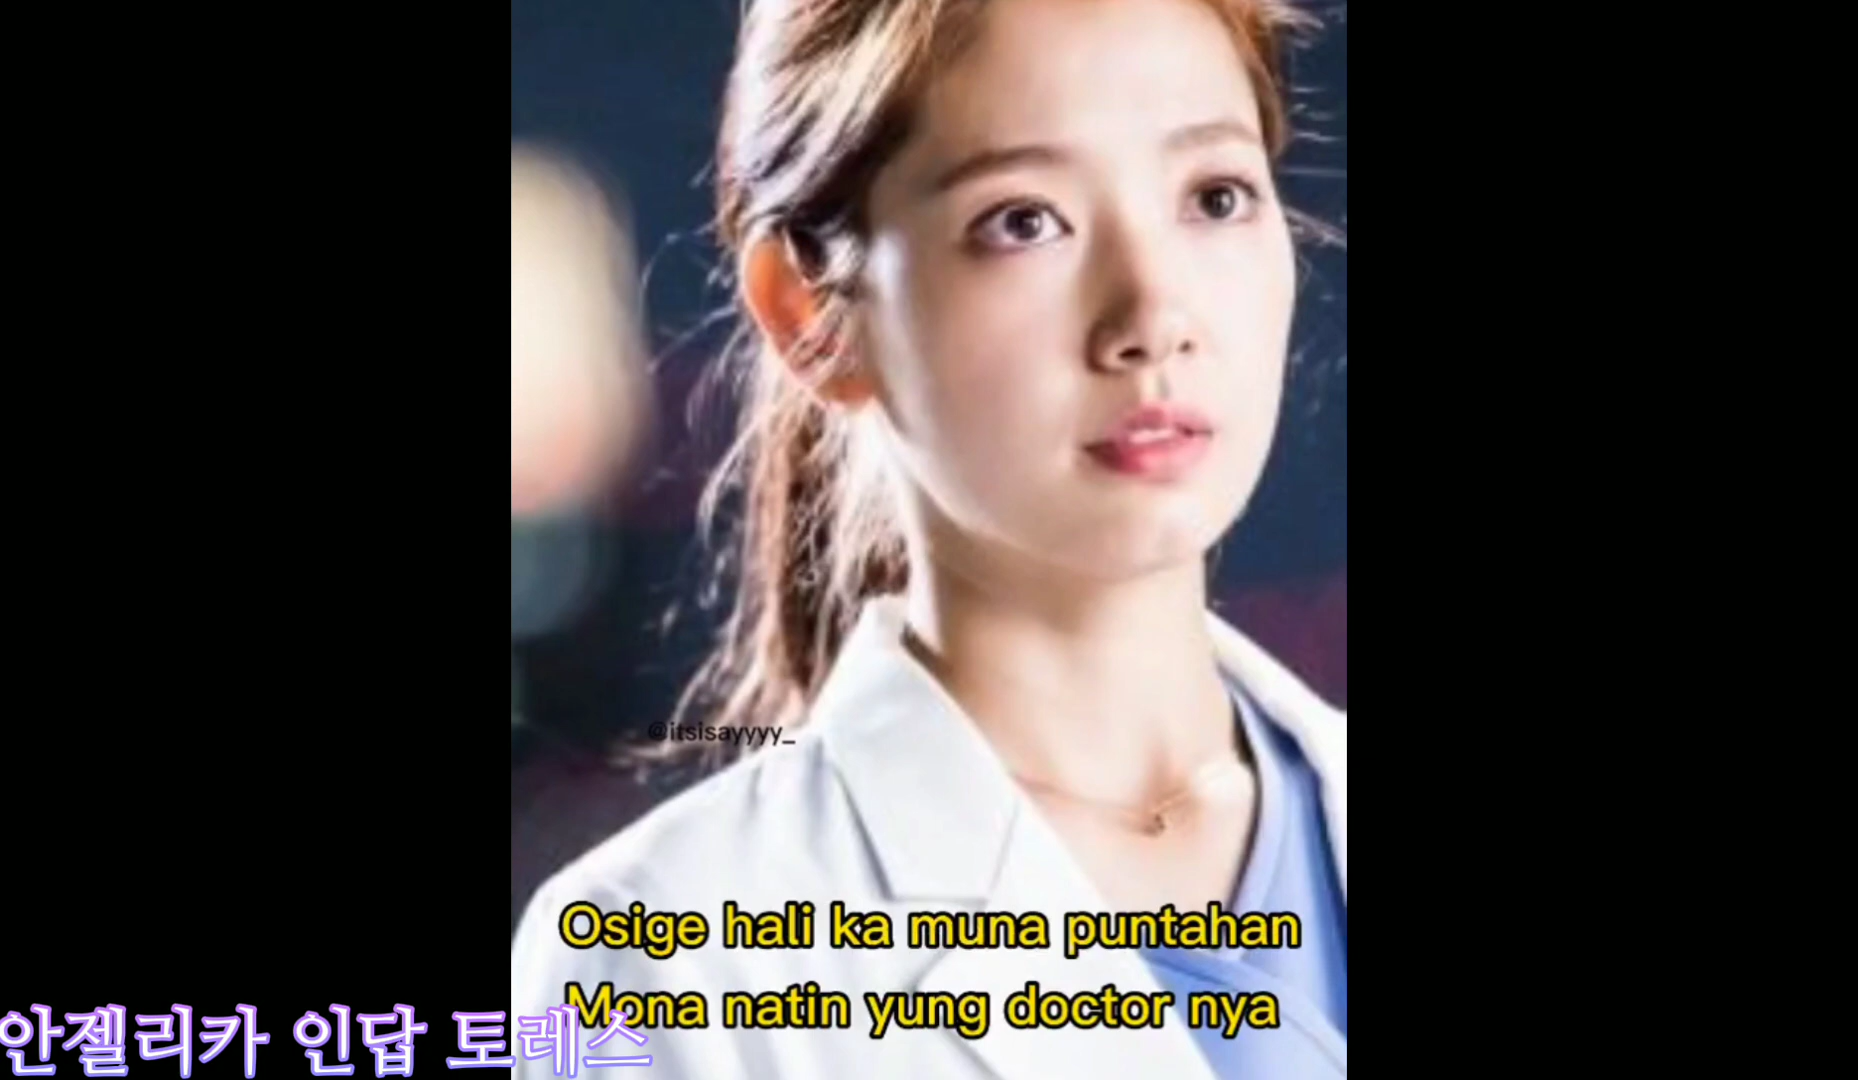 @itsisayyyy_
Osige hali ka muna puntahan
Mona natin yung doctor nya
안젤리카 인답 토레스